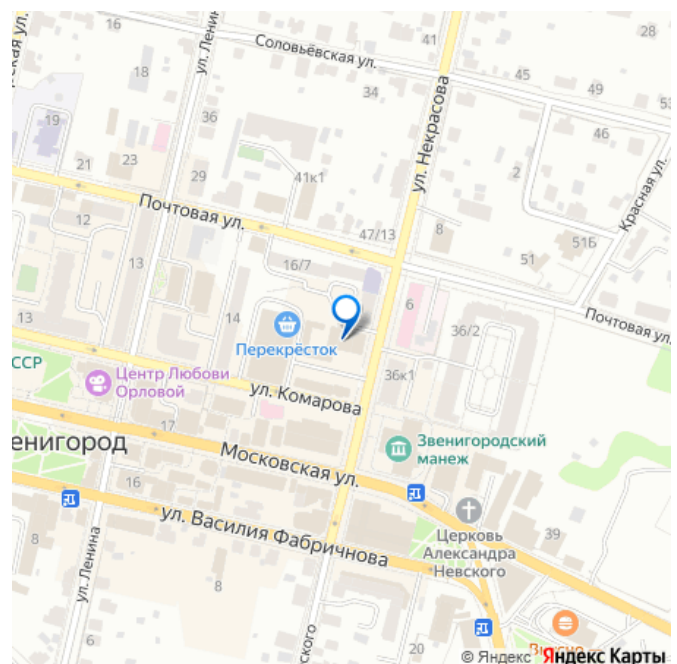 41
28
Соловьёвская ул.
ул. Ленина
ул. Некрасова
18
34
45
49
53
19
36
46
21
23
29
41к1
2
Красная ул.
Почтовая ул.
12
47/13
8
51
51Б
13
16/7
6
Почтовая ул.
13
14
Перекрёсток
36/2
ССР
Центр Любови
Орловой
ул. Комарова
36к1
17
Звенигородский
манеж
енигород
Московская ул.
16
ул. Василия Фабричнова
Церковь
Александра
Невского
39
8
ул. Ленина
8
6
20
© Яндекс Яндекс Карты